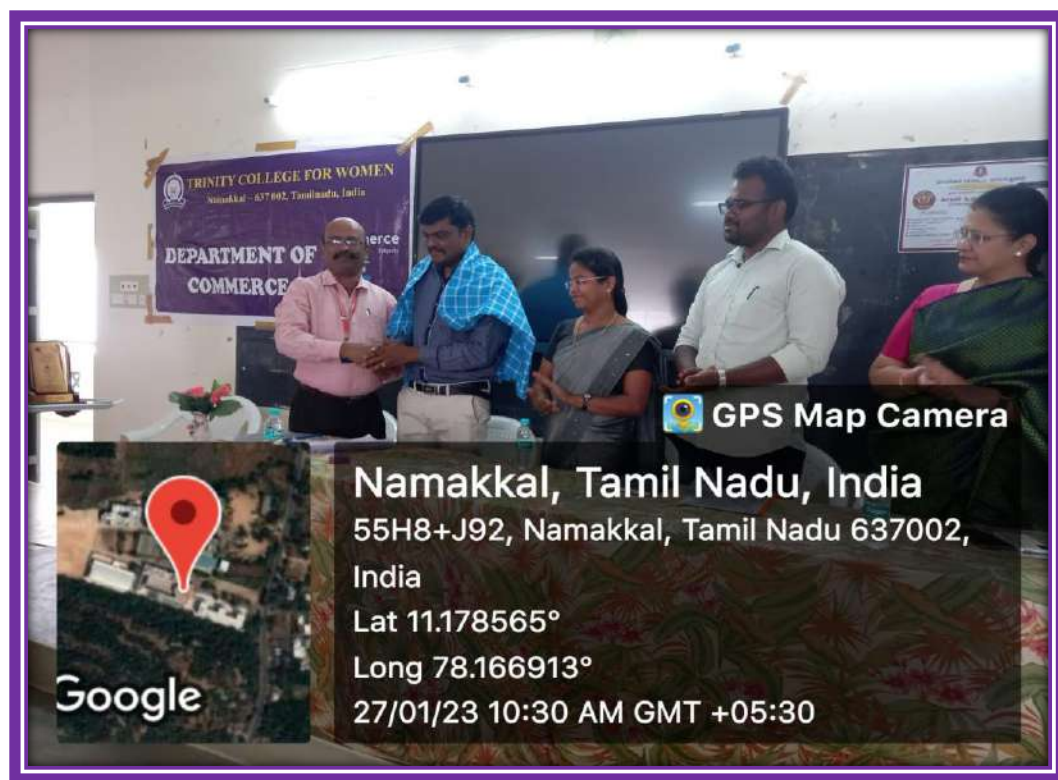 TRINITY COLLEGE FOR WOMEN
Namakkal – 637 002, Tamilnadu, India
DEPARTMENT OF
COMMERCE
GPS Map Camera
Namakkal, Tamil Nadu, India
55H8+J92, Namakkal, Tamil Nadu 637002,
India
Lat 11.178565°
Long 78.166913°
27/01/23 10:30 AM GMT +05:30
Google